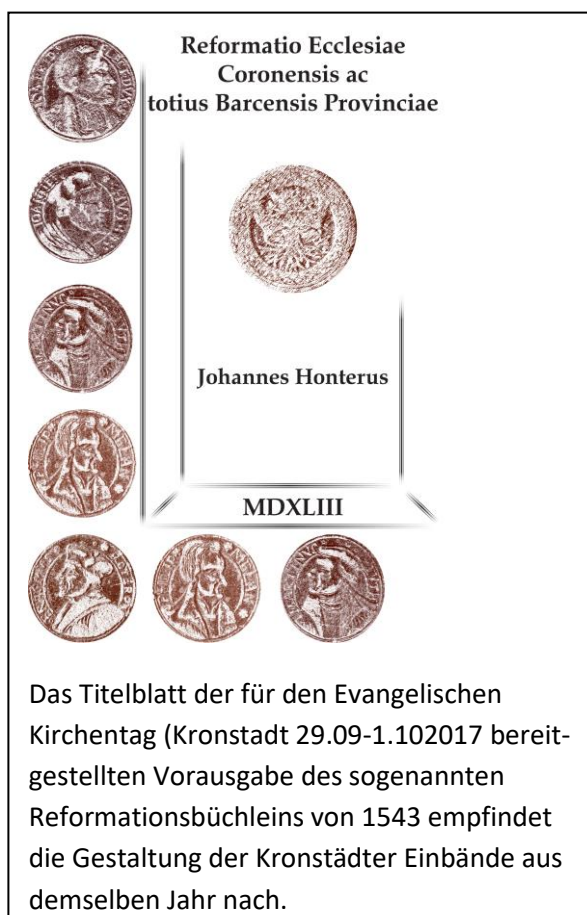 Reformatio Ecclesiae
Coronensis ac
totius Barcensis Provinciae
Johannes Honterus
MDXLIII
Das Titelblatt der für den Evangelischen
Kirchentag (Kronstadt 29.09-1.102017 bereit-
gestellten Vorausgabe des sogenannten
Reformationsbüchleins von 1543 empfindet
die Gestaltung der Kronstädter Einbände aus
demselben Jahr nach.